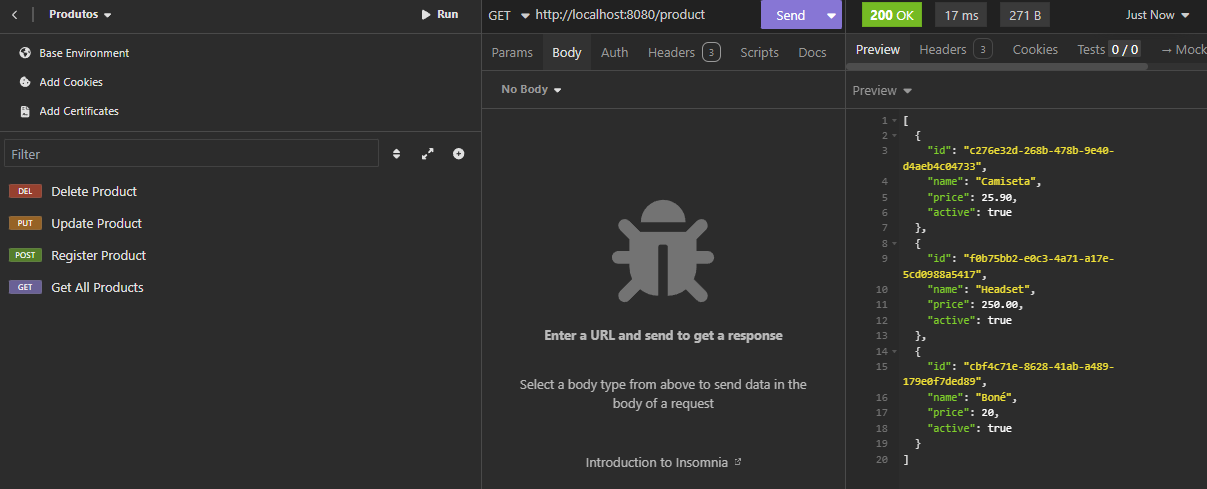 Produtos
Run
Base Environment
Add Cookies
Add Certificates
Filter
DEL Delete Product
PUT Update Product
POST Register Product
GET Get All Products
GET http://localhost:8080/product Send
Params Body Auth Headers 3 Scripts Docs
No Body
Enter a URL and send to get a response
Select a body type from above to send data in the
body of a request
Introduction to Insomnia
200 OK 17 ms 271 B Just Now
Preview Headers 3 Cookies Tests 0 / 0 → Mock
Preview
1 [
2 {
3 "id": "c276e32d-268b-478b-9e40-
d4aeb4c04733",
4 "name": "Camiseta",
5 "price": 25.90,
6 "active": true
7 },
8 {
9 "id": "f0b75bb2-e0c3-4a71-a17e-
5cd0988a5417",
10 "name": "Headset",
11 "price": 250.00,
12 "active": true
13 },
14 {
15 "id": "cbf4c71e-8628-41ab-a489-
179e0f7ded89",
16 "name": "Boné",
17 "price": 20,
18 "active": true
19 }
20 ]